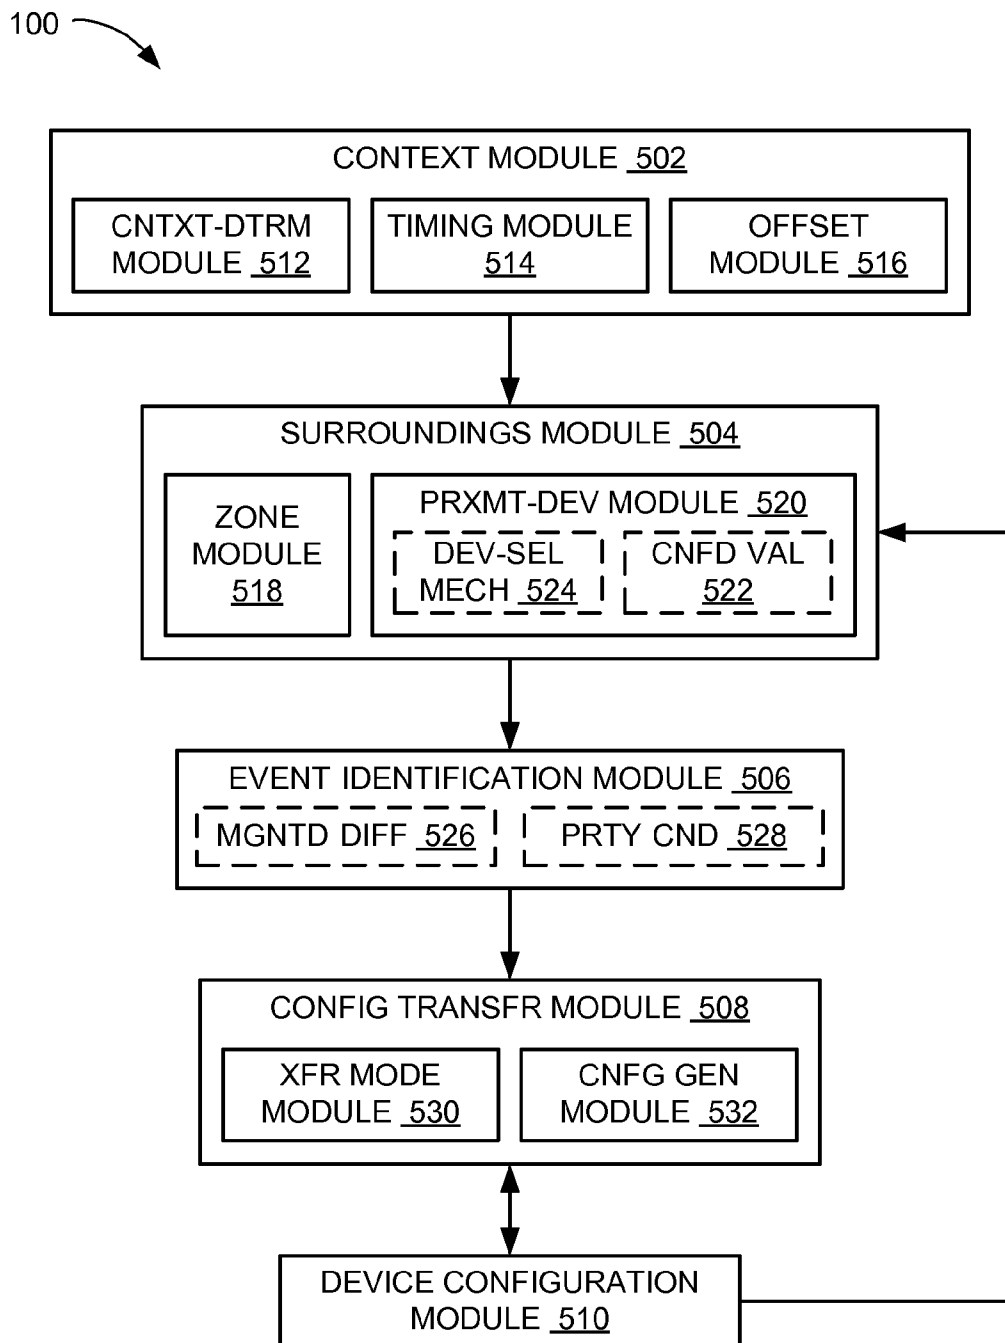 100
CONTEXT MODULE 502
CNTXT-DTRM
MODULE 512
TIMING MODULE
514
OFFSET
MODULE 516
SURROUNDINGS MODULE 504
ZONE
MODULE
518
PRXMT-DEV MODULE 520
DEV-SEL
MECH 524
CNFD VAL
522
EVENT IDENTIFICATION MODULE 506
MGNTD DIFF 526
PRTY CND 528
CONFIG TRANSFR MODULE 508
XFR MODE
MODULE 530
CNFG GEN
MODULE 532
DEVICE CONFIGURATION
MODULE 510